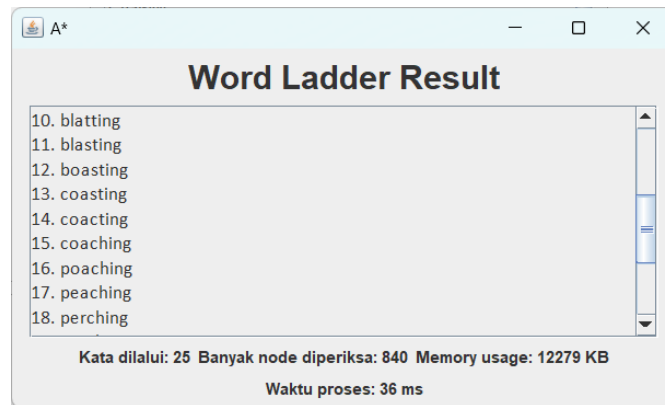 A*
Word Ladder Result
10. blatting
11. blasting
12. boasting
13. coasting
14. coacting
15. coaching
16. poaching
17. peaching
18. perching
Kata dilalui: 25 Banyak node diperiksa: 840 Memory usage: 12279 KB
Waktu proses: 36 ms